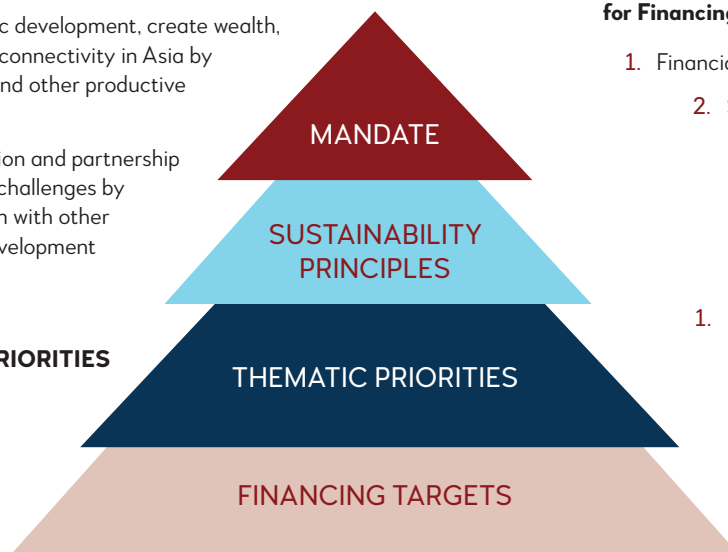 c development, create wealth,
connectivity in Asia by
nd other productive
ion and partnership
challenges by
n with other
velopment
RIORITIES
MANDATE
SUSTAINABILITY
PRINCIPLES
THEMATIC PRIORITIES
FINANCING TARGETS
for Financing
1. Financi
2.
1.